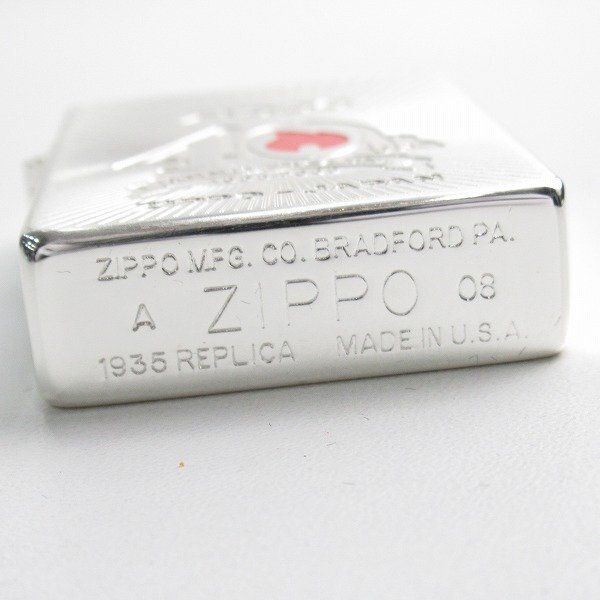 ZIPPO MFG. CO. BRADFORD PA.
A ZIPPO 08
1935 REPLICA MADE IN U.S.A.